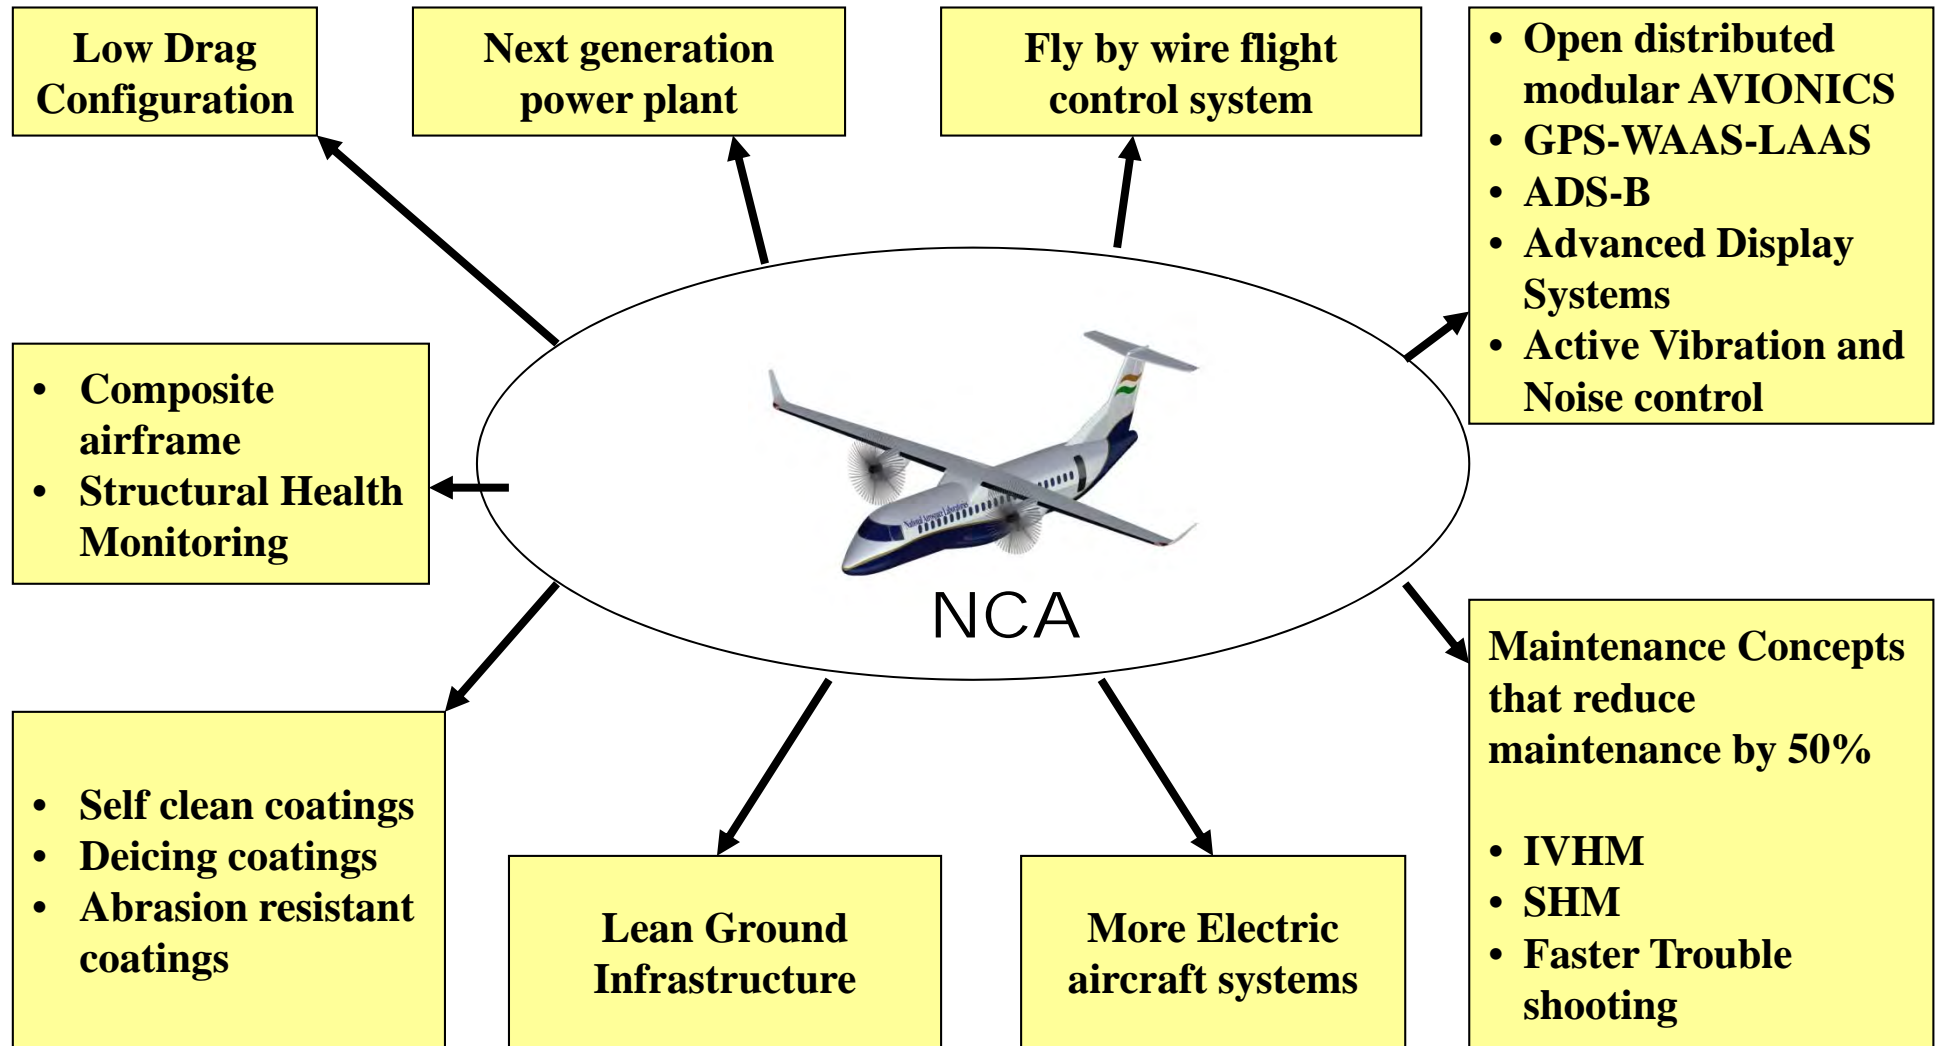 Low Drag
Configuration
Next generation
power plant
Fly by wire flight
control system
• Open distributed
modular AVIONICS
• GPS-WAAS-LAAS
• ADS-B
• Advanced Display
Systems
• Active Vibration and
Noise control
• Composite
airframe
• Structural Health
Monitoring
National Aerospace Laboratories
NCA
• Self clean coatings
• Deicing coatings
• Abrasion resistant
coatings
Lean Ground
Infrastructure
More Electric
aircraft systems
Maintenance Concepts
that reduce
maintenance by 50%
• IVHM
• SHM
• Faster Trouble
shooting